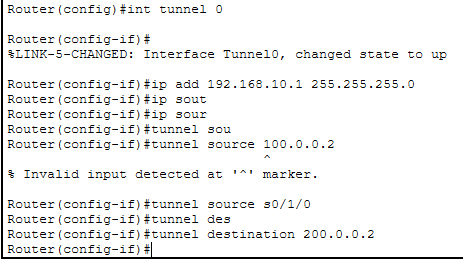 Router(config)#int tunnel 0
Router(config-if)#
%LINK-5-CHANGED: Interface Tunnel0, changed state to up
Router(config-if)#ip add 192.168.10.1 255.255.255.0
Router(config-if)#ip sout
Router(config-if)#ip sour
Router(config-if)#tunnel sou
Router(config-if)#tunnel source 100.0.0.2
^
% Invalid input detected at '^' marker.
Router(config-if)#tunnel source s0/1/0
Router(config-if)#tunnel des
Router(config-if)#tunnel destination 200.0.0.2
Router(config-if)#